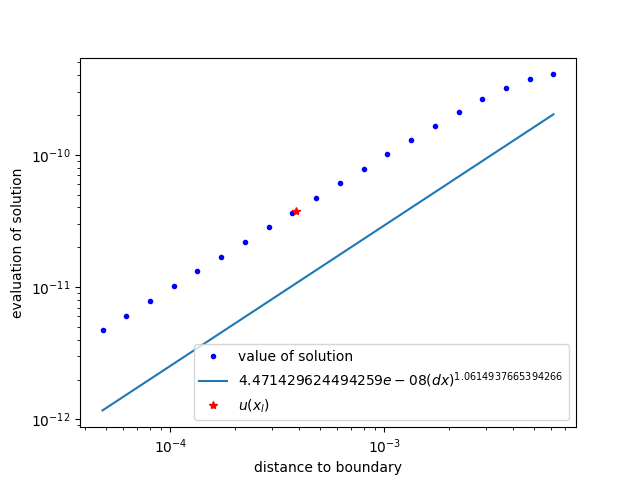 evaluation of solution
10⁻¹⁰
10⁻¹¹
10⁻¹²
value of solution
4.471429624494259e − 08(dx)^1.0614937665394266
u(x_l)
10⁻⁴
10⁻³
distance to boundary